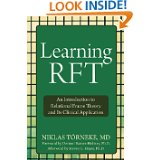 Learning
RFT
An Introduction to
Relational Frame Theory
and Its Clinical Application
NIKLAS TÖRNEKE, MD